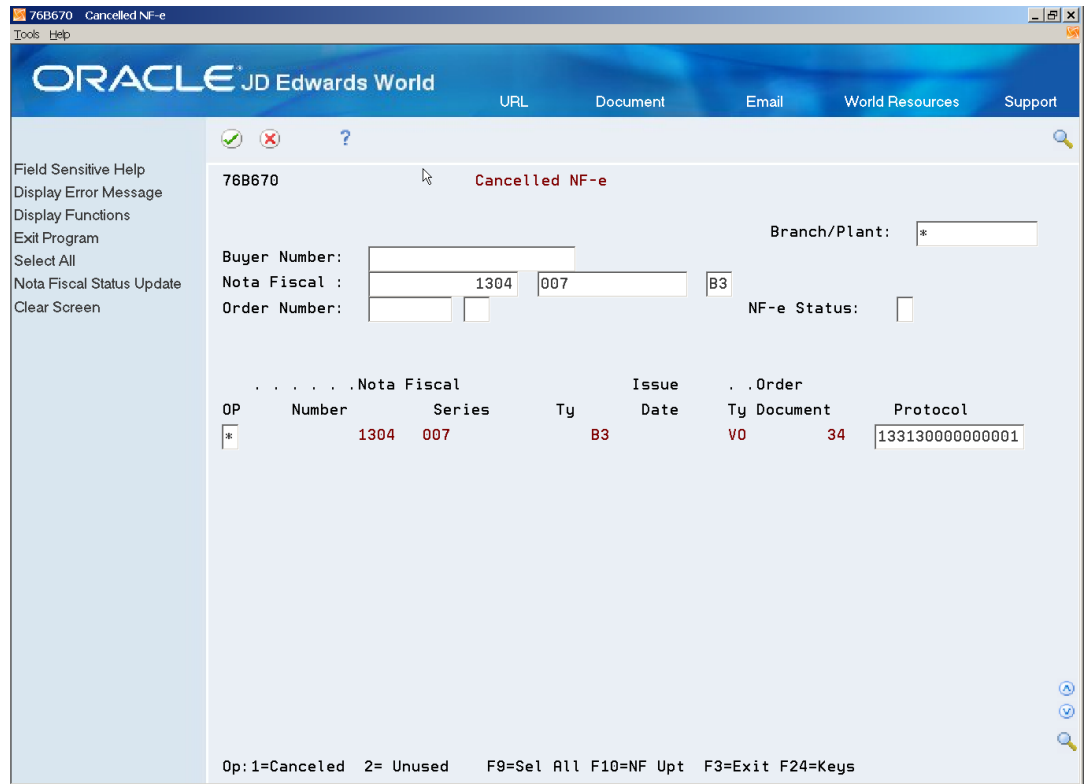 76B670 Cancelled NF-e
Tools Help
ORACLE JD Edwards World
URL Document Email World Resources Support
Field Sensitive Help
Display Error Message
Display Functions
Exit Program
Select All
Nota Fiscal Status Update
Clear Screen
?
76B670 Cancelled NF-e
Branch/Plant: *
Buyer Number:
Nota Fiscal : 1304 007 B3
Order Number: NF-e Status:
. . . . . .Nota Fiscal Issue . .Order
OP Number Series Ty Date Ty Document Protocol
* 1304 007 B3 VO 34 133130000000001
Op:1=Canceled 2= Unused F9=Sel All F10=NF Upt F3=Exit F24=Keys